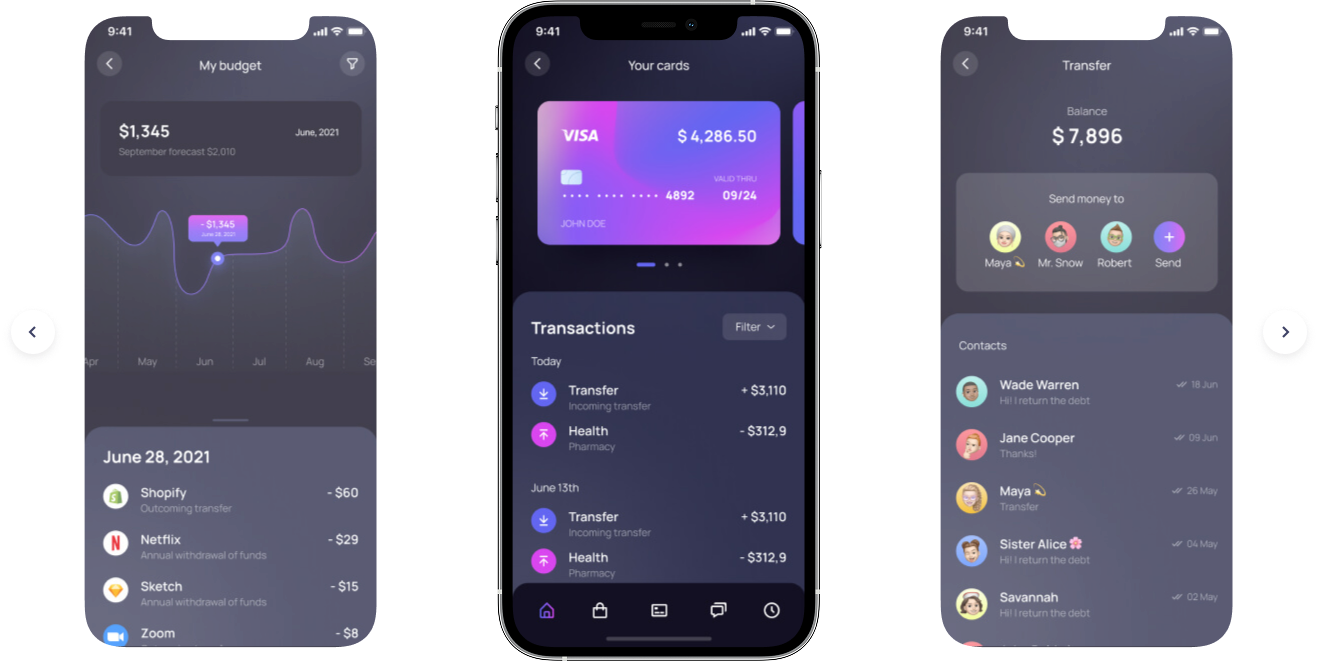 9:41
My budget
$1,345
June, 2021
September forecast $2.010
- $1,345
June 28, 2021
Apr May Jun Jul Aug Se
June 28, 2021
Shopify - $60
Outcoming transfer
Netflix - $29
Annual withdrawal of funds
Sketch - $15
Annual withdrawal of funds
Zoom - $8
9:41
Your cards
VISA $ 4,286.50
VALID THRU
•••• •••• •••• 4892 09/24
JOHN DOE
Transactions
Filter
Today
Transfer + $3,110
Incoming transfer
Health - $312,9
Pharmacy
June 13th
Transfer + $3,110
Incoming transfer
Health - $312,9
Pharmacy
9:41
Transfer
Balance
$ 7,896
Send money to
Maya 💫 Mr. Snow Robert Send
Contacts
Wade Warren 18 Jun
Hi! I return the debt
Jane Cooper 09 Jun
Thanks!
Maya 💫 26 May
Transfer
Sister Alice 🌸 04 May
Hi! I return the debt
Savannah 02 May
Hi! I return the debt